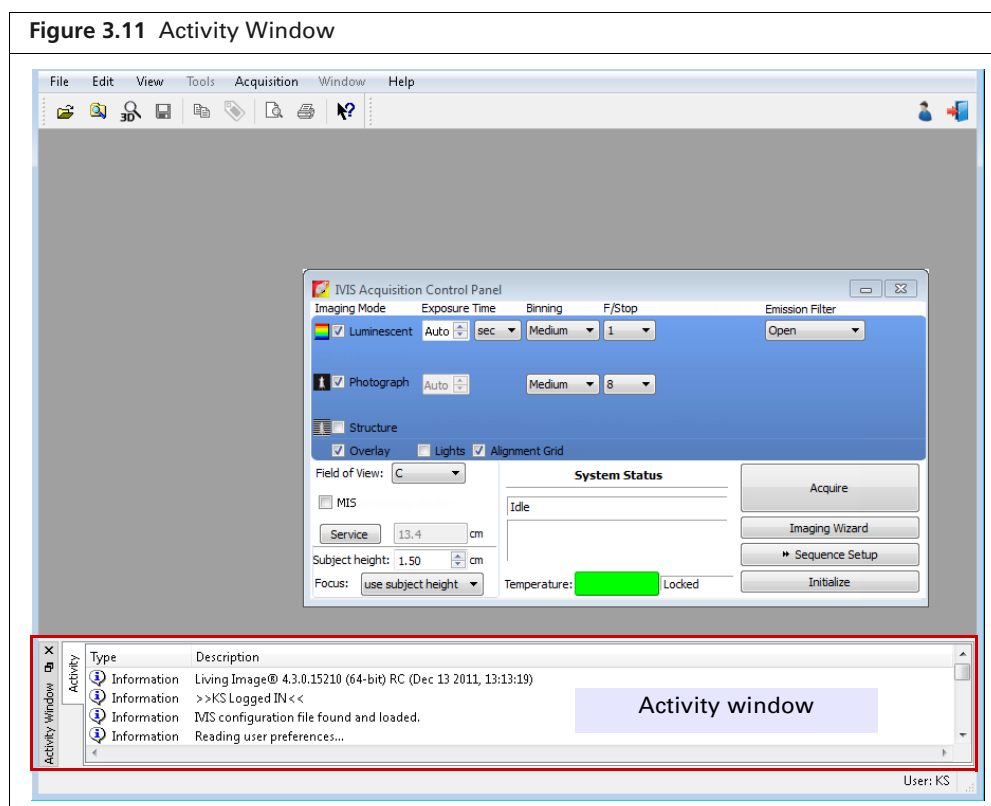 Figure 3.11 Activity Window
File Edit View Tools Acquisition Window Help
3D
IVIS Acquisition Control Panel
Imaging Mode Exposure Time Binning F/Stop Emission Filter
Luminescent Auto sec Medium 1 Open
Photograph Auto Medium 8
Structure
Overlay Lights Alignment Grid
Field of View: C
System Status
Acquire
MIS
Idle
Service 13.4 cm
Imaging Wizard
Subject height: 1.50 cm
Sequence Setup
Focus: use subject height
Temperature: Locked
Initialize
Activity Window
Activity
Type Description
Information Living Image® 4.3.0.15210 (64-bit) RC (Dec 13 2011, 13:13:19)
Information >>KS Logged IN<<
Information IVIS configuration file found and loaded.
Information Reading user preferences...
Activity window
User: KS